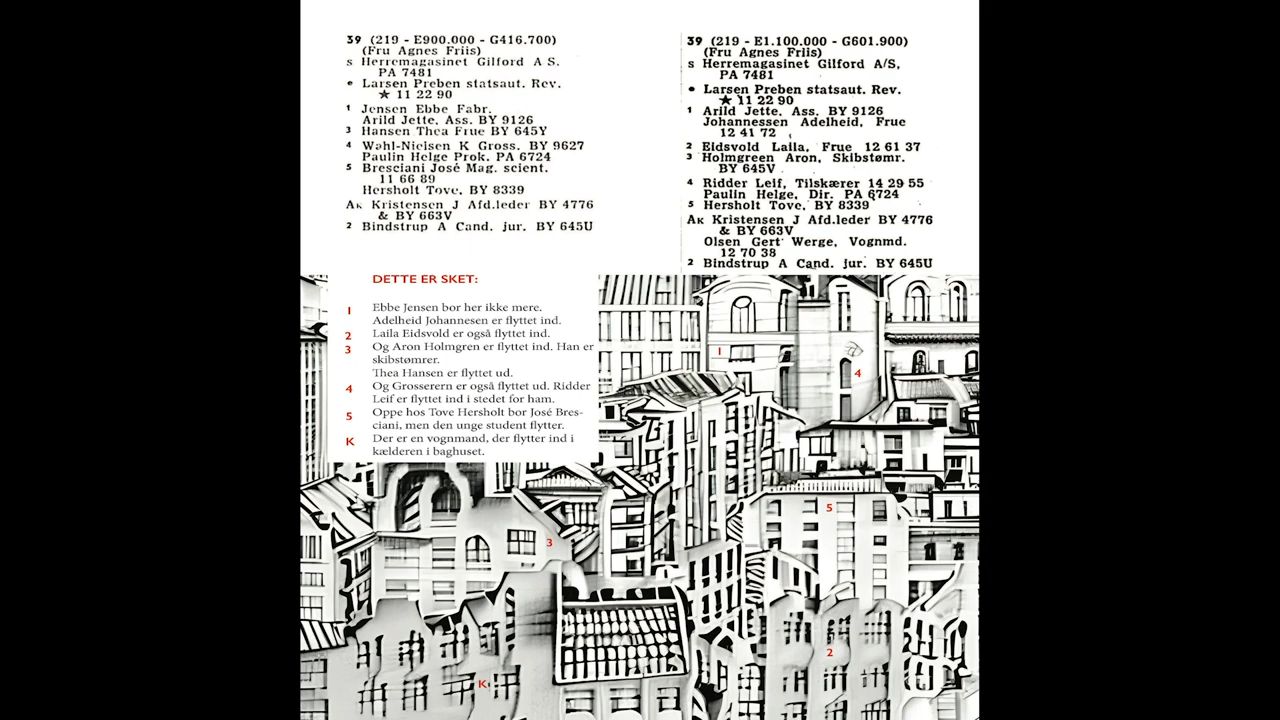 39 (219 - E900.000 - G416.700)
(Fru Agnes Friis)
s Herremagasinet Gilford A S.
PA 7481
e Larsen Preben statsaut. Rev.
★ 11 22 90
1 Jensen Ebbe Fabr.
Arild Jette, Ass. BY 9126
3 Hansen Thea Frue BY 645Y
4 Wahl-Nielsen K Gross. BY 9627
Paulin Helge Prok. PA 6724
5 Bresciani José Mag. scient.
11 66 89
Hersholt Tove, BY 8339
Aκ Kristensen J Afd.leder BY 4776
& BY 663V
2 Bindstrup A Cand. jur. BY 645U
39 (219 - E1.100.000 - G601.900)
(Fru Agnes Friis)
s Herremagasinet Gilford A/S,
PA 7481
• Larsen Preben statsaut. Rev.
★ 11 22 90
1 Arild Jette, Ass. BY 9126
Johannessen Adelheid, Frue
12 41 72
2 Eidsvold Laila, Frue 12 61 37
3 Holmgreen Aron, Skibstømr.
BY 645V
4 Ridder Leif, Tilskærer 14 29 55
Paulin Helge, Dir. PA 6724
5 Hersholt Tove, BY 8339
Aκ Kristensen J Afd.leder BY 4776
& BY 663V
Olsen Gert Werge, Vognmd.
12 70 38
2 Bindstrup A Cand. jur. BY 645U
DETTE ER SKET:
1 Ebbe Jensen bor her ikke mere.
Adelheid Johannesen er flyttet ind.
2 Laila Eidsvold er også flyttet ind.
3 Og Aron Holmgren er flyttet ind. Han er
skibstømrer.
Thea Hansen er flyttet ud.
4 Og Grosserern er også flyttet ud. Ridder
Leif er flyttet ind i stedet for ham.
5 Oppe hos Tove Hersholt bor José Bres-
ciani, men den unge student flytter.
K Der er en vognmand, der flytter ind i
kælderen i baghuset.
1
4
5
3
2
K